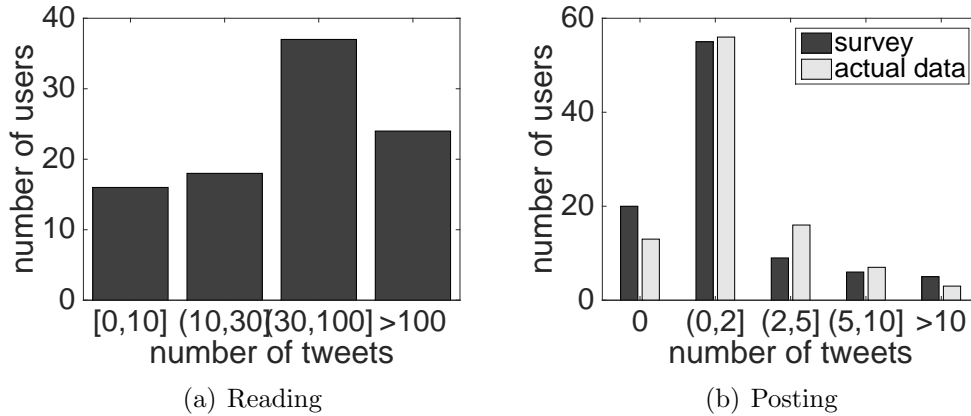 40
30
20
10
0
number of users
[0,10] (10,30] (30,100] >100
number of tweets
(a) Reading
60
40
20
0
number of users
survey
actual data
0 (0,2] (2,5] (5,10] >10
number of tweets
(b) Posting